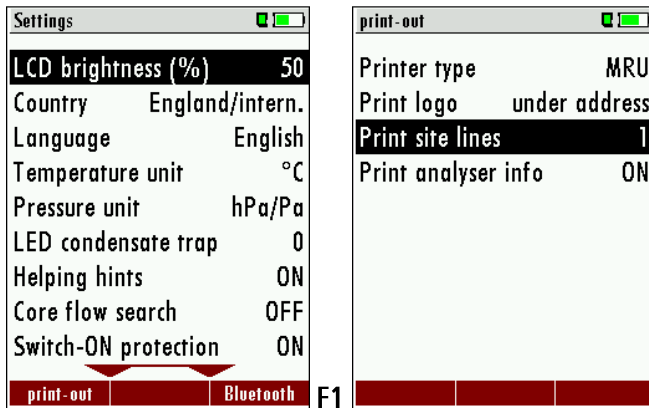 Settings
LCD brightness (%) 50
Country England/intern.
Language English
Temperature unit °C
Pressure unit hPa/Pa
LED condensate trap 0
Helping hints ON
Core flow search OFF
Switch-ON protection ON
print-out Bluetooth
F1
print-out
Printer type MRU
Print logo under address
Print site lines 1
Print analyser info ON